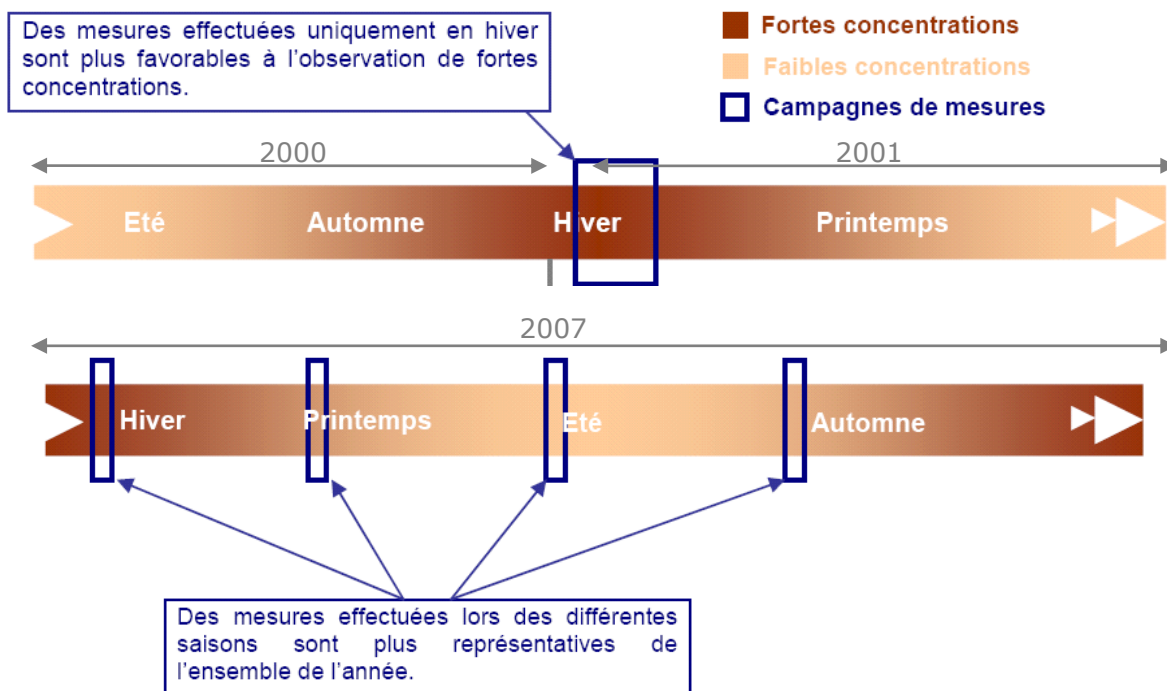 Des mesures effectuées uniquement en hiver
sont plus favorables à l'observation de fortes
concentrations.
Fortes concentrations
Faibles concentrations
Campagnes de mesures
2000
2001
Eté
Automne
Hiver
Printemps
2007
Hiver
Printemps
Eté
Automne
Des mesures effectuées lors des différentes
saisons sont plus représentatives de
l'ensemble de l'année.